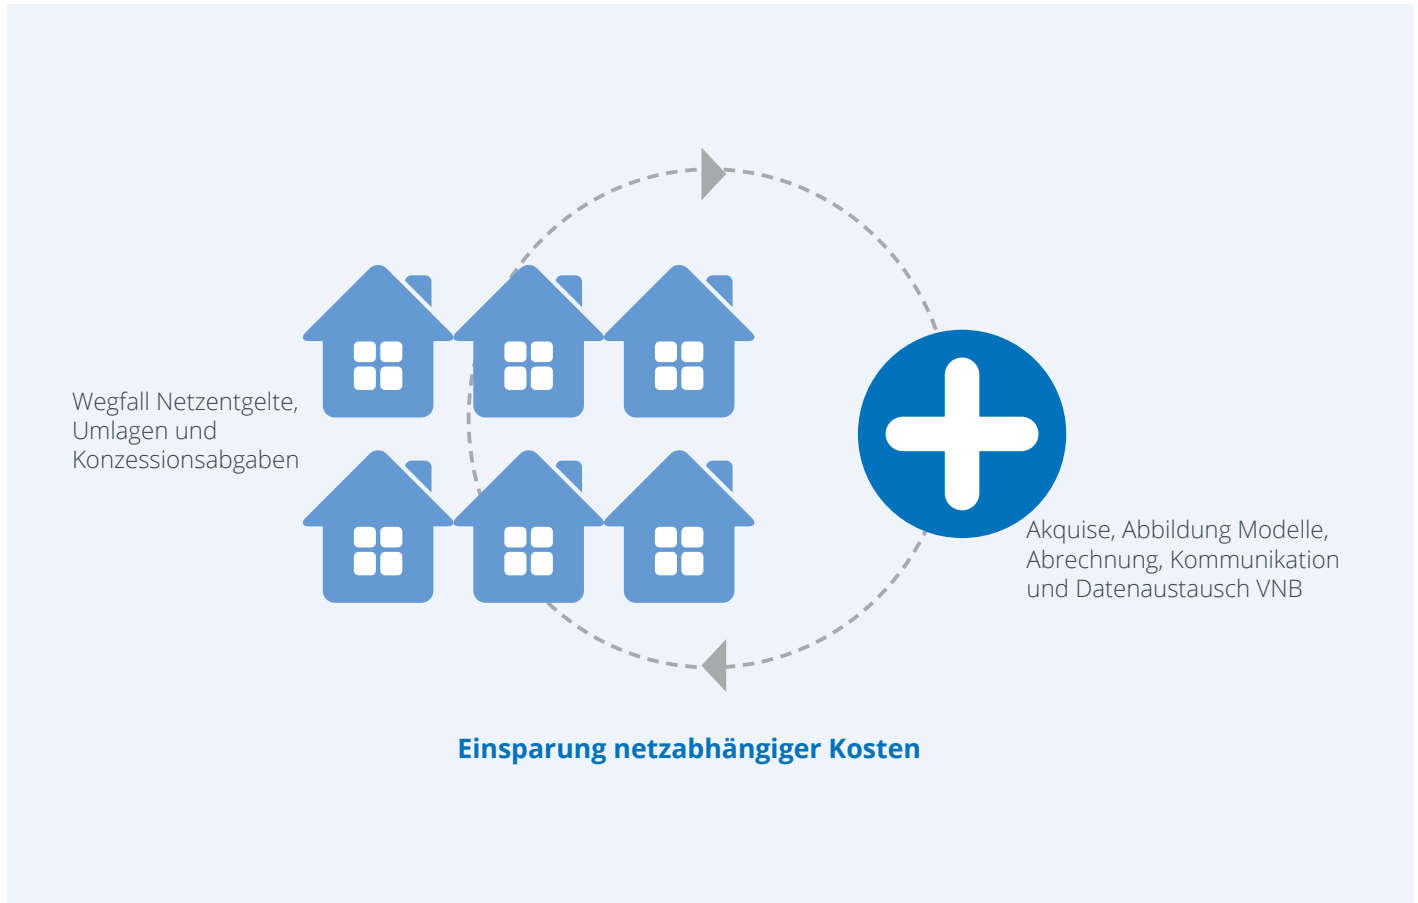 Wegfall Netzentgelte,
Umlagen und
Konzessionsabgaben
Akquise, Abbildung Modelle,
Abrechnung, Kommunikation
und Datenaustausch VNB
Einsparung netzabhängiger Kosten